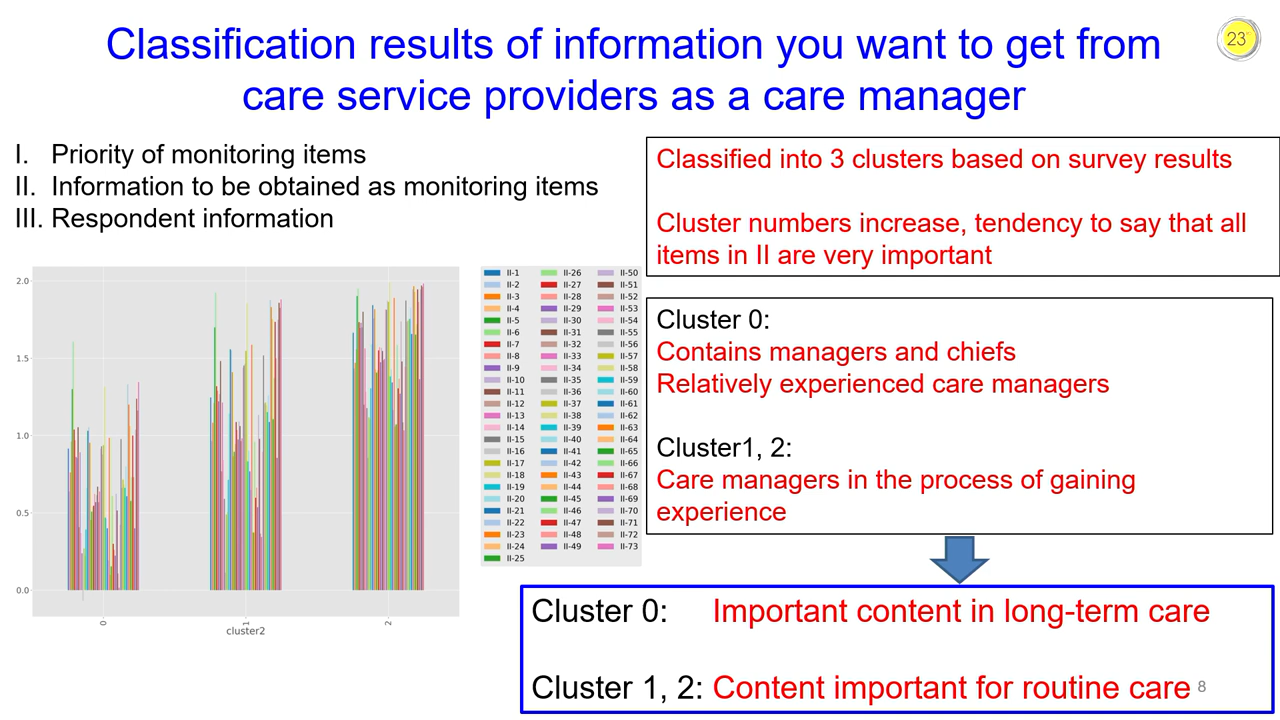 Classification results of information you want to get from
care service providers as a care manager
23
I. Priority of monitoring items
II. Information to be obtained as monitoring items
III. Respondent information
Classified into 3 clusters based on survey results
Cluster numbers increase, tendency to say that all
items in II are very important
2.0
1.5
1.0
0.5
0.0
0
1
2
cluster2
II-1 II-26 II-50
II-2 II-27 II-51
II-3 II-28 II-52
II-4 II-29 II-53
II-5 II-30 II-54
II-6 II-31 II-55
II-7 II-32 II-56
II-8 II-33 II-57
II-9 II-34 II-58
II-10 II-35 II-59
II-11 II-36 II-60
II-12 II-37 II-61
II-13 II-38 II-62
II-14 II-39 II-63
II-15 II-40 II-64
II-16 II-41 II-65
II-17 II-42 II-66
II-18 II-43 II-67
II-19 II-44 II-68
II-20 II-45 II-69
II-21 II-46 II-70
II-22 II-47 II-71
II-23 II-48 II-72
II-24 II-49 II-73
II-25
Cluster 0:
Contains managers and chiefs
Relatively experienced care managers
Cluster1, 2:
Care managers in the process of gaining
experience
Cluster 0: Important content in long-term care
Cluster 1, 2: Content important for routine care
8